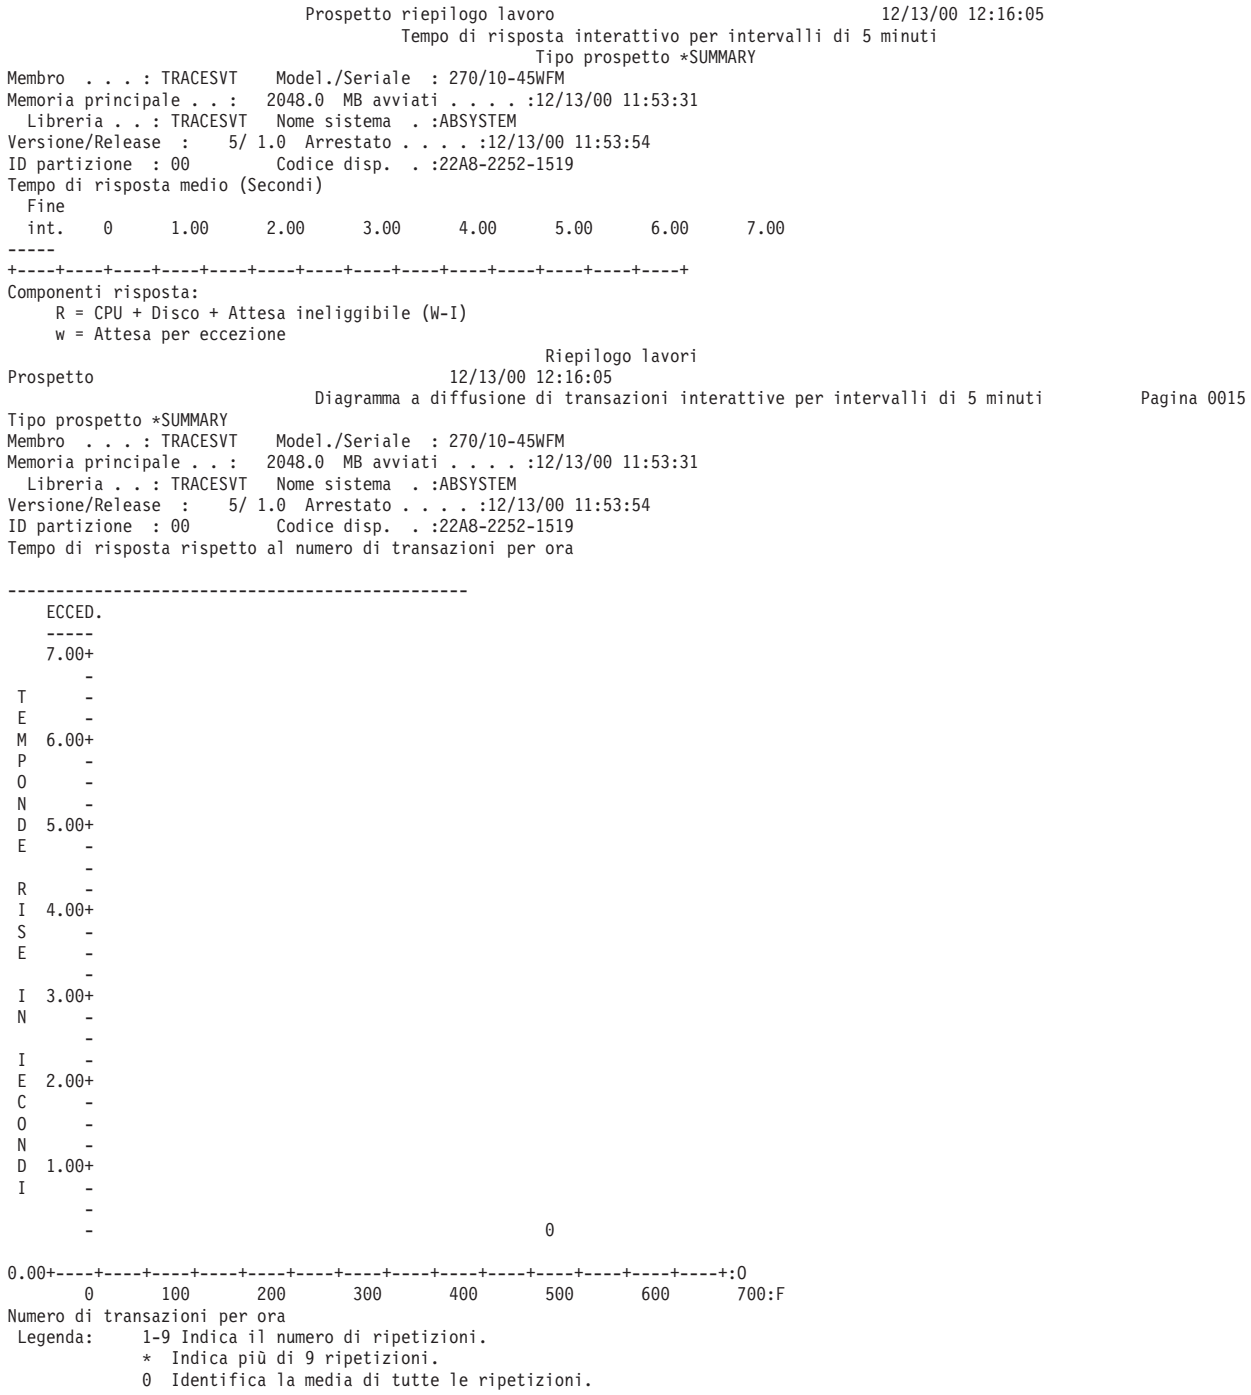 Prospetto riepilogo lavoro                                  12/13/00 12:16:05
Tempo di risposta interattivo per intervalli di 5 minuti
Tipo prospetto *SUMMARY
Membro  . . . : TRACESVT    Model./Seriale  : 270/10-45WFM
Memoria principale . . :   2048.0  MB avviati . . . . :12/13/00 11:53:31
  Libreria . . : TRACESVT   Nome sistema  . :ABSYSTEM
Versione/Release  :    5/ 1.0  Arrestato . . . . :12/13/00 11:53:54
ID partizione  : 00         Codice disp.  . :22A8-2252-1519
Tempo di risposta medio (Secondi)
  Fine
  int.    0      1.00      2.00      3.00      4.00      5.00      6.00      7.00
-----
+----+----+----+----+----+----+----+----+----+----+----+----+----+----+
Componenti risposta:
     R = CPU + Disco + Attesa ineliggibile (W-I)
     w = Attesa per eccezione
                                                        Riepilogo lavori
Prospetto                                     12/13/00 12:16:05
                                Diagramma a diffusione di transazioni interattive per intervalli di 5 minuti          Pagina 0015
Tipo prospetto *SUMMARY
Membro  . . . : TRACESVT    Model./Seriale  : 270/10-45WFM
Memoria principale . . :   2048.0  MB avviati . . . . :12/13/00 11:53:31
  Libreria . . : TRACESVT   Nome sistema  . :ABSYSTEM
Versione/Release  :    5/ 1.0  Arrestato . . . . :12/13/00 11:53:54
ID partizione  : 00         Codice disp.  . :22A8-2252-1519
Tempo di risposta rispetto al numero di transazioni per ora
------------------------------------------------
    ECCED.
    -----
    7.00+
        -
 T      -
 E      -
 M  6.00+
 P      -
 O      -
 N      -
 D  5.00+
 E      -
        -
 R      -
 I  4.00+
 S      -
 E      -
        -
 I  3.00+
 N      -
        -
 I      -
 E  2.00+
 C      -
 O      -
 N      -
 D  1.00+
 I      -
        -
        -                                               0
0.00+----+----+----+----+----+----+----+----+----+----+----+----+----+----+:O
        0       100       200       300       400       500       600       700:F
Numero di transazioni per ora
 Legenda:     1-9 Indica il numero di ripetizioni.
              *  Indica più di 9 ripetizioni.
              0  Identifica la media di tutte le ripetizioni.